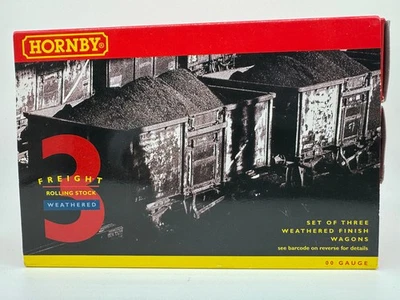 HORNBY®
3
FREIGHT
ROLLING STOCK
WEATHERED
SET OF THREE
WEATHERED FINISH
WAGONS
see barcode on reverse for details
00 GAUGE